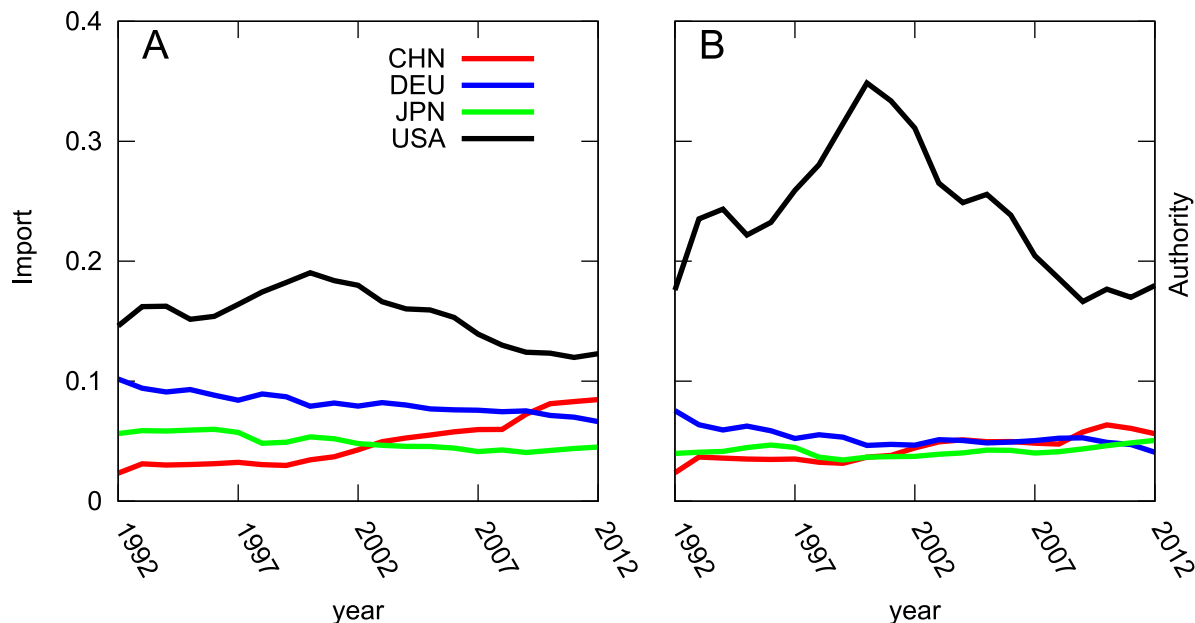 0.4
0.3
0.2
0.1
0
Import
A
CHN
DEU
JPN
USA
1992
1997
2002
2007
2012
year
B
Authority
1992
1997
2002
2007
2012
year